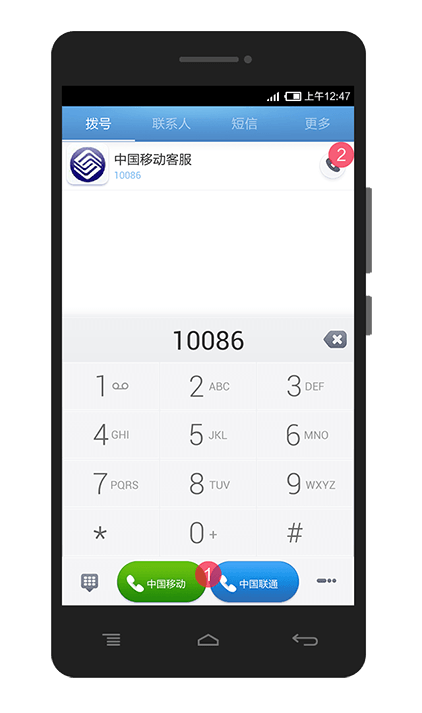 上午12:47
拨号 联系人 短信 更多
中国移动客服
10086
2
10086
1 2 ABC 3 DEF
4 GHI 5 JKL 6 MNO
7 PQRS 8 TUV 9 WXYZ
* 0 + #
中国移动 1 中国联通